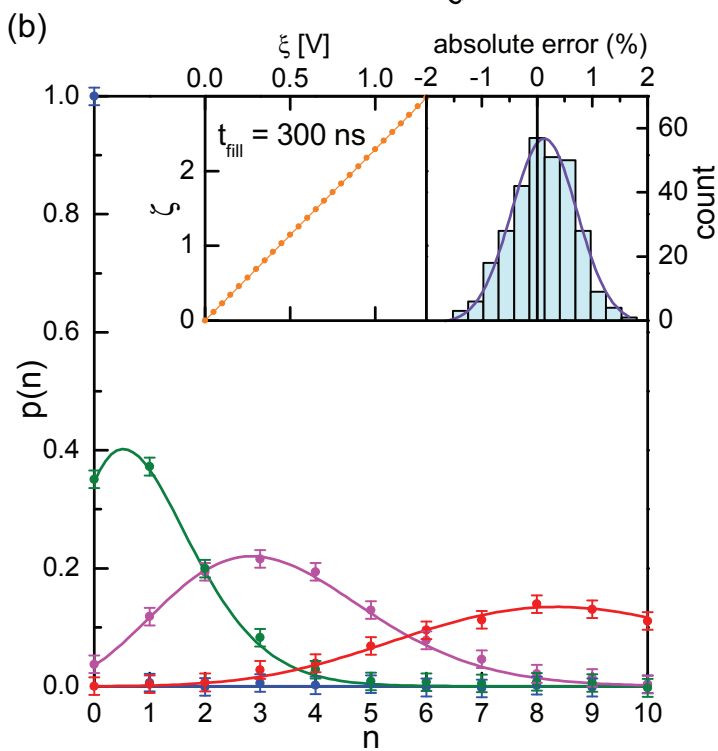 (b)
ξ [V]
absolute error (%)
0.0 0.5 1.0 -2 -1 0 1 2
1.0
0.8
0.6
0.4
0.2
0.0
p(n)
t_fill = 300 ns
ζ
2
1
0
60
40
20
0
count
0 1 2 3 4 5 6 7 8 9 10
n